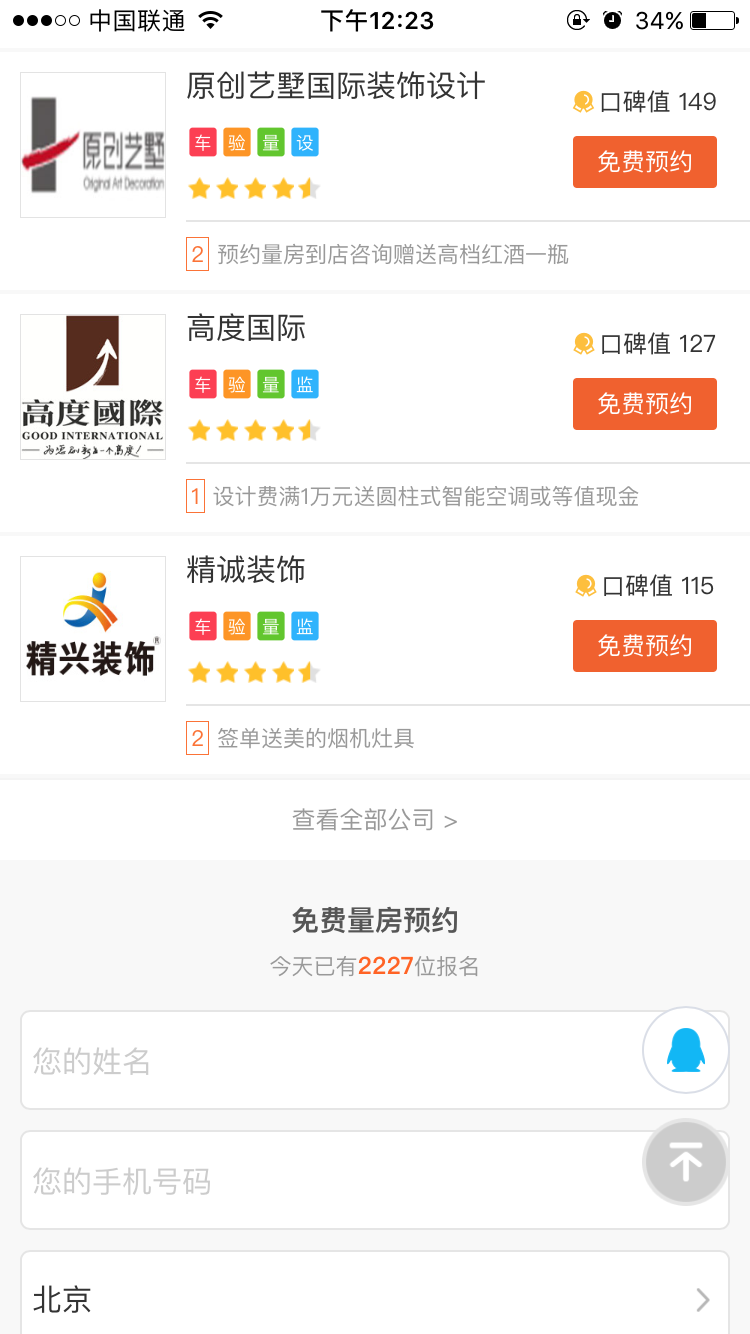 中国联通
下午12:23
34%
原创艺墅
Original Art Decoration
原创艺墅国际装饰设计
口碑值 149
车 验 量 设
免费预约
2 预约量房到店咨询赠送高档红酒一瓶
高度國際
GOOD INTERNATIONAL
高度国际
口碑值 127
车 验 量 监
免费预约
1 设计费满1万元送圆柱式智能空调或等值现金
精兴装饰®
精诚装饰
口碑值 115
车 验 量 监
免费预约
2 签单送美的烟机灶具
查看全部公司 >
免费量房预约
今天已有2227位报名
您的姓名
您的手机号码
北京